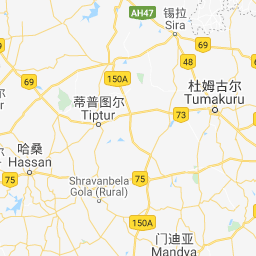 AH47
锡拉
Sira
69
48
150A
69
蒂普图尔
Tiptur
杜姆古尔
Tumakuru
73
哈桑
Hassan
75
75
Shravanbela
Gola (Rural)
150A
门迪亚
Mandya